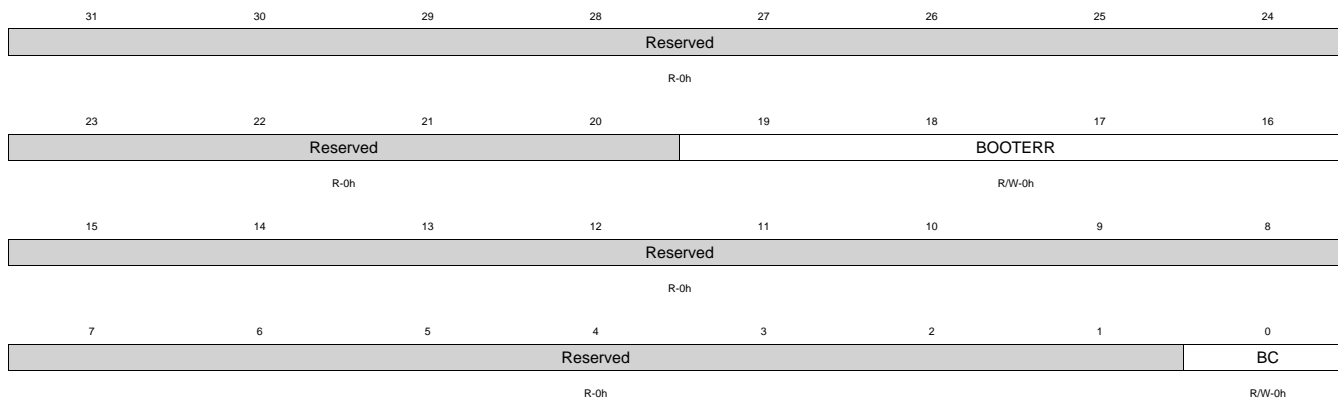 31 30 29 28 27 26 25 24
Reserved
R-0h
23 22 21 20 19 18 17 16
Reserved BOOTERR
R-0h R/W-0h
15 14 13 12 11 10 9 8
Reserved
R-0h
7 6 5 4 3 2 1 0
Reserved BC
R-0h R/W-0h